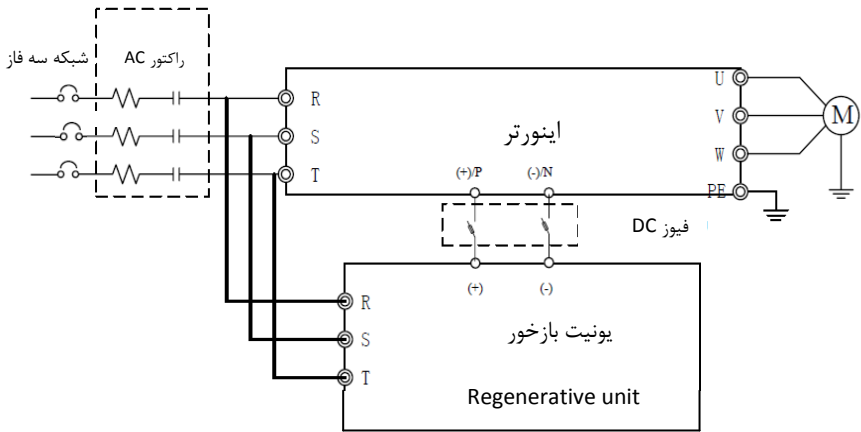 شبکه سه فاز
راکتور AC
R
S
T
اینورتر
(+)/P
(-)/N
U
V
W
PE
M
فیوز DC
(+)
(-)
R
S
T
یونیت بازخور
Regenerative unit